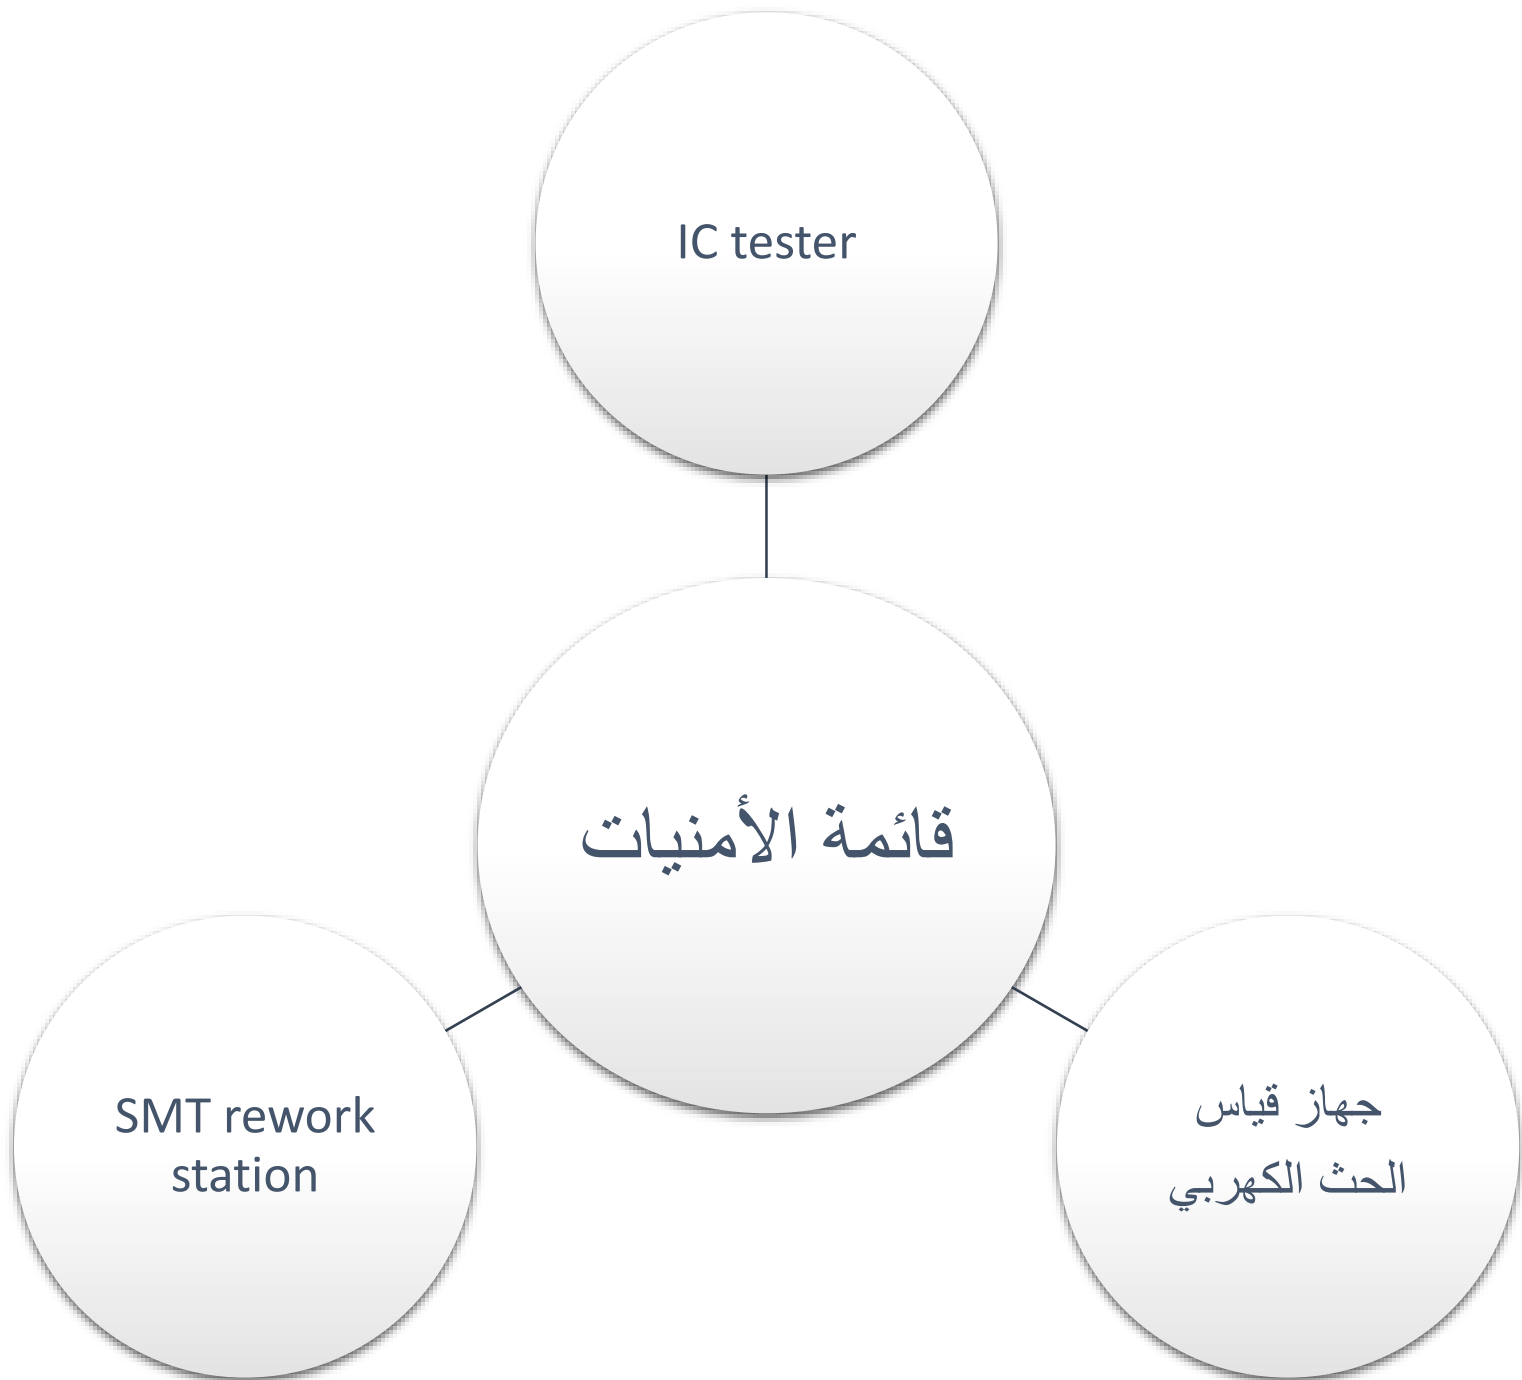 IC tester
قائمة الأمنيات
SMT rework
station
جهاز قياس
الحث الكهربي